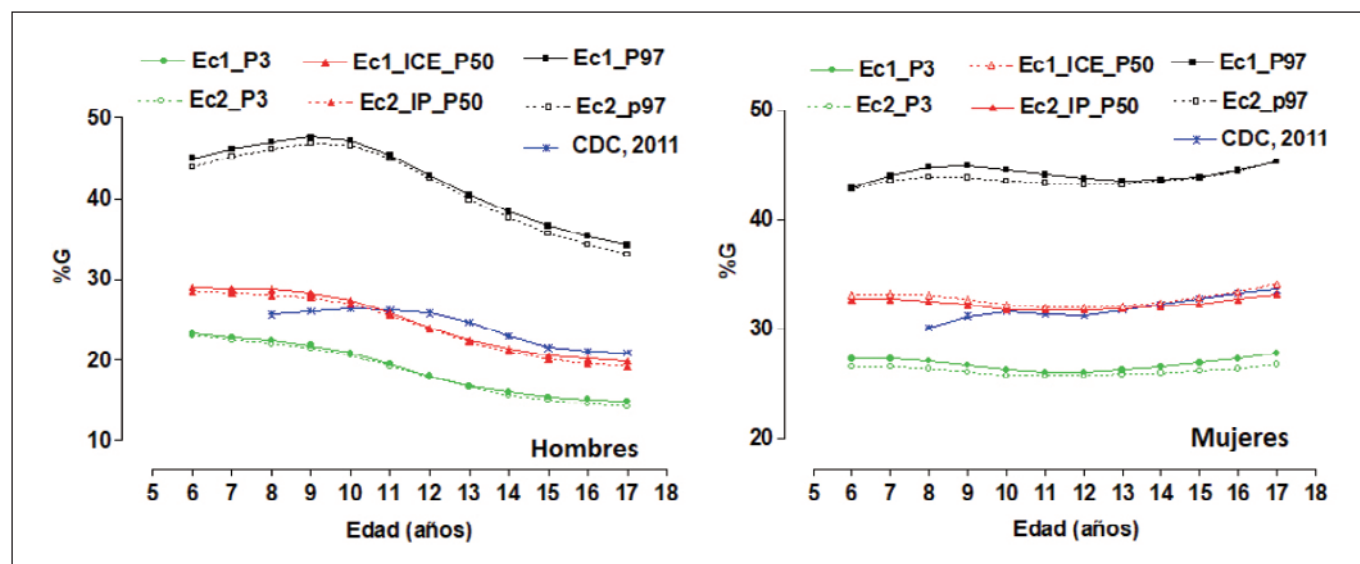 Ec1_P3 Ec1_ICE_P50 Ec1_P97
Ec2_P3 Ec2_IP_P50 Ec2_p97
CDC, 2011
50
40
30
20
10
%G
Hombres
5 6 7 8 9 10 11 12 13 14 15 16 17 18
Edad (años)
Ec1_P3 Ec1_ICE_P50 Ec1_P97
Ec2_P3 Ec2_IP_P50 Ec2_p97
CDC, 2011
60
50
40
30
20
%G
Mujeres
5 6 7 8 9 10 11 12 13 14 15 16 17 18
Edad (años)